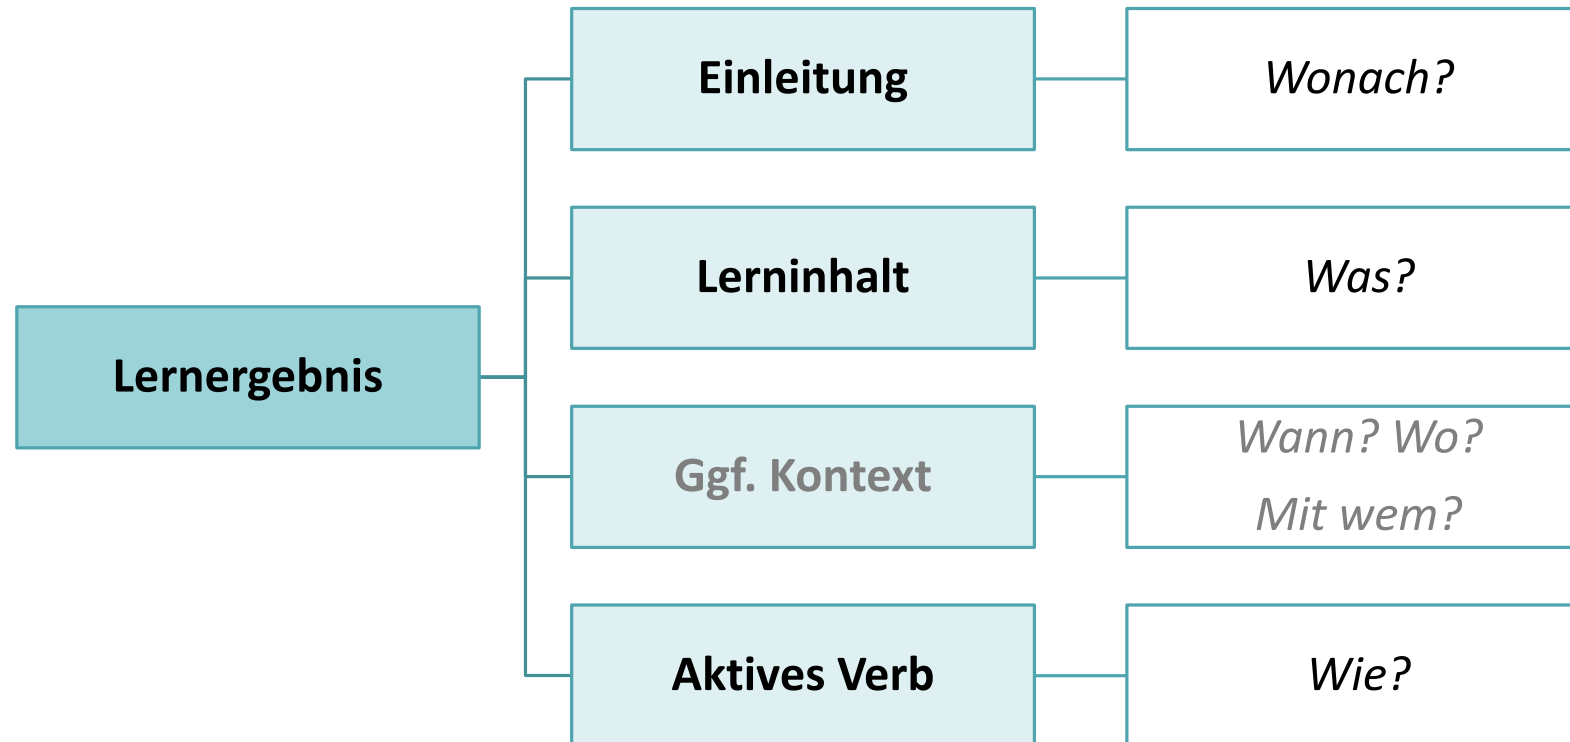 Einleitung
Wonach?
Lerninhalt
Was?
Lernergebnis
Ggf. Kontext
Wann? Wo?
Mit wem?
Aktives Verb
Wie?